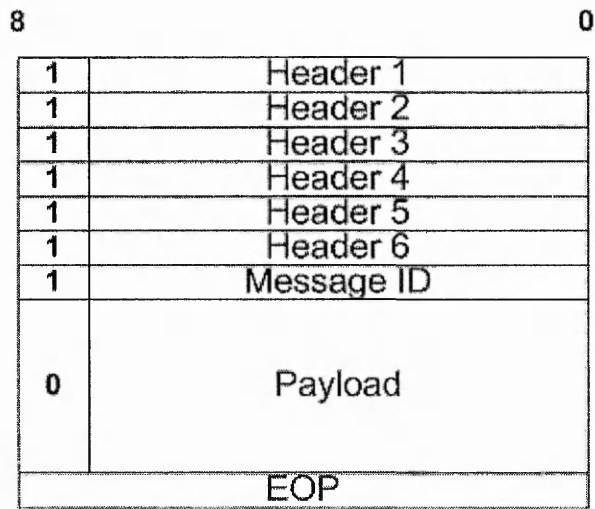 8 0
1 Header 1
1 Header 2
1 Header 3
1 Header 4
1 Header 5
1 Header 6
1 Message ID
0 Payload
EOP